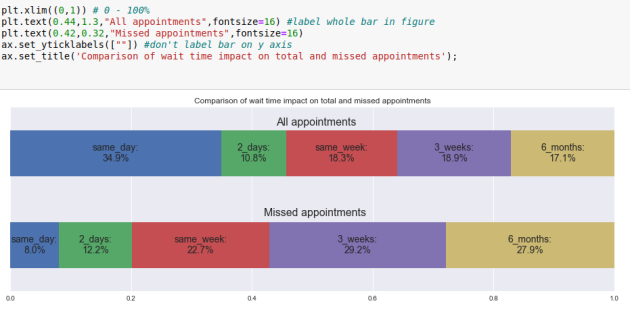 plt.xlim((0,1)) # 0 - 100%
plt.text(0.44,1.3,"All appointments",fontsize=16) #label whole bar in figure
plt.text(0.42,0.32,"Missed appointments",fontsize=16)
ax.set_yticklabels([""]) #don't label bar on y axis
ax.set_title('Comparison of wait time impact on total and missed appointments');
Comparison of wait time impact on total and missed appointments
All appointments
same_day: 2_days: same_week: 3_weeks: 6_months:
34.9% 10.8% 18.3% 18.9% 17.1%
Missed appointments
same_day: 2_days: same_week: 3_weeks: 6_months:
8.0% 12.2% 22.7% 29.2% 27.9%
0.0 0.2 0.4 0.6 0.8 1.0